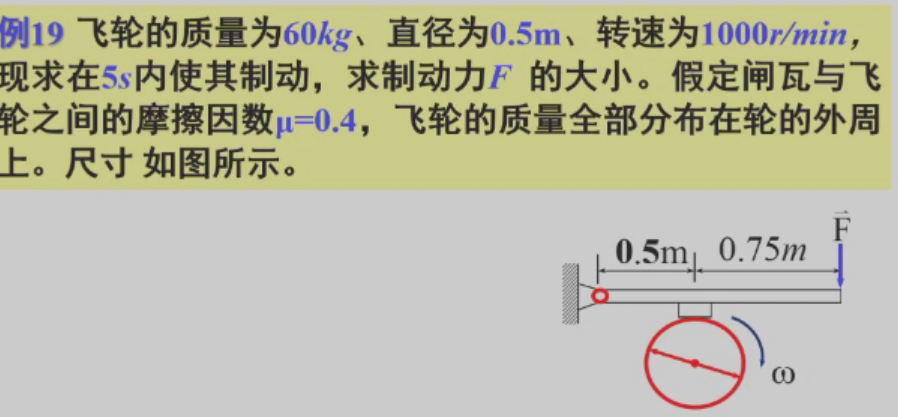 例19 飞轮的质量为60kg、直径为0.5m、转速为1000r/min，
现求在5s内使其制动，求制动力F 的大小。假定闸瓦与飞
轮之间的摩擦因数μ=0.4，飞轮的质量全部分布在轮的外周
上。尺寸 如图所示。
F
0.5m 0.75m
ω